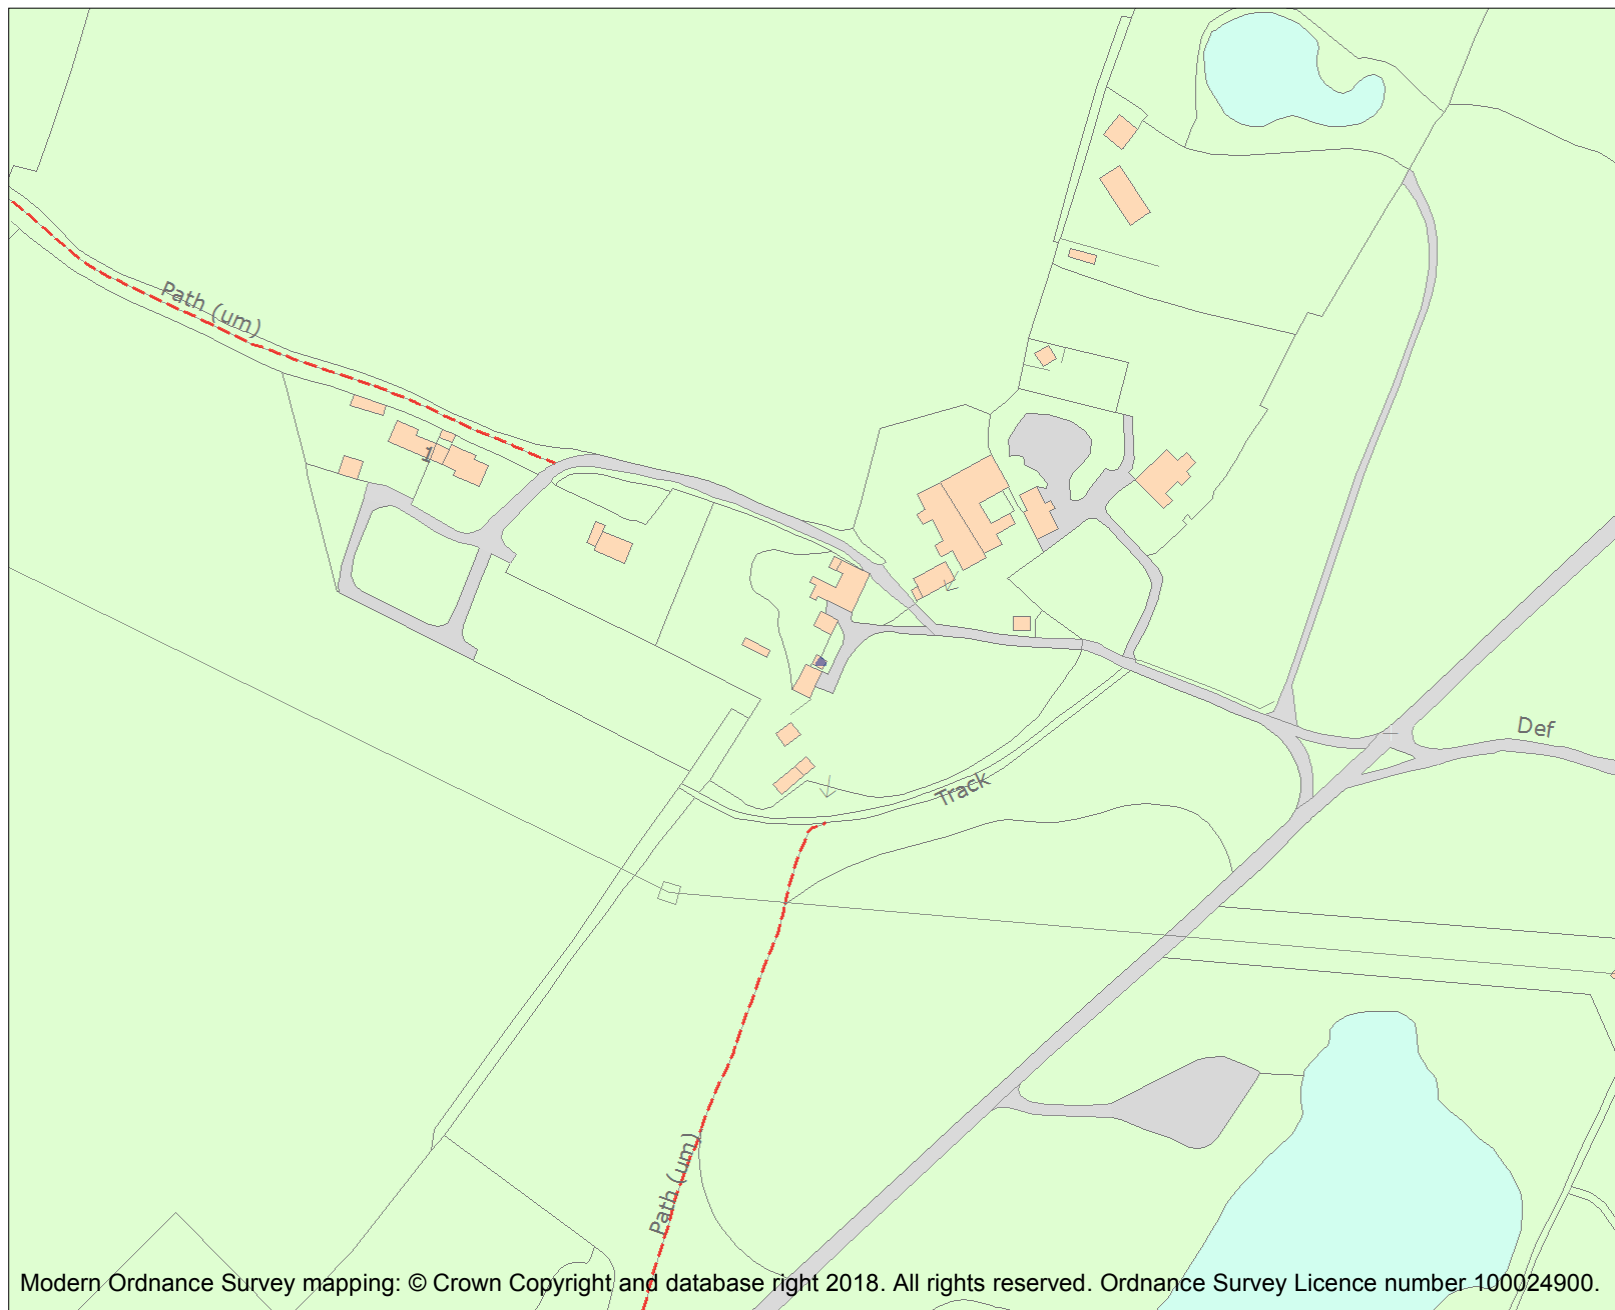 Path (um)
1
Def
Track
Path (um)
Modern Ordnance Survey mapping: © Crown Copyright and database right 2018. All rights reserved. Ordnance Survey Licence number 100024900.